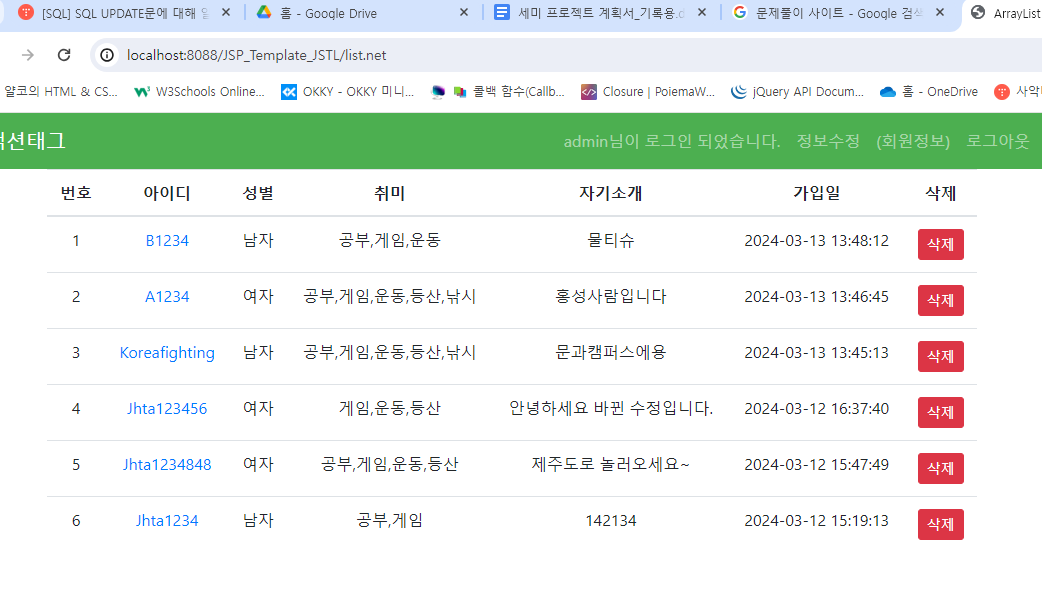 [SQL] SQL UPDATE문에 대해 홈 - Google Drive 세미 프로젝트 계획서_기록용.d 문제풀이 사이트 - Google 검색 ArrayList
localhost:8088/JSP_Template_JSTL/list.net
얄코의 HTML & CS... W3Schools Online... OKKY - OKKY 미니... 콜백 함수(Callb... Closure | PoiemaW... jQuery API Docum... 홈 - OneDrive 사악
액션태그 admin님이 로그인 되었습니다. 정보수정 (회원정보) 로그아웃
번호 아이디 성별 취미 자기소개 가입일 삭제
1 B1234 남자 공부,게임,운동 물티슈 2024-03-13 13:48:12 삭제
2 A1234 여자 공부,게임,운동,등산,낚시 홍성사람입니다 2024-03-13 13:46:45 삭제
3 Koreafighting 남자 공부,게임,운동,등산,낚시 문과캠퍼스에용 2024-03-13 13:45:13 삭제
4 Jhta123456 여자 게임,운동,등산 안녕하세요 바뀐 수정입니다. 2024-03-12 16:37:40 삭제
5 Jhta1234848 여자 공부,게임,운동,등산 제주도로 놀러오세요~ 2024-03-12 15:47:49 삭제
6 Jhta1234 남자 공부,게임 142134 2024-03-12 15:19:13 삭제